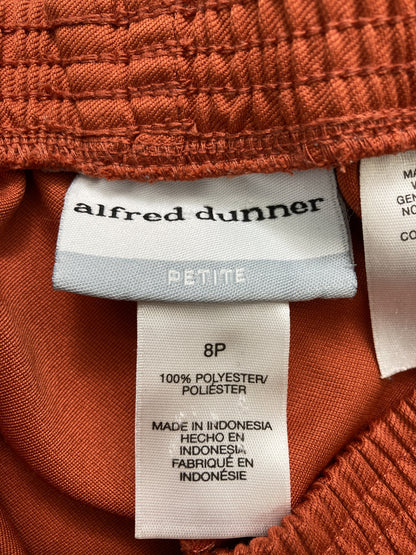 alfred dunner
PETITE
8P
100% POLYESTER/
POLIÉSTER
MADE IN INDONESIA
HECHO EN
INDONESIA
FABRIQUÉ EN
INDONÉSIE